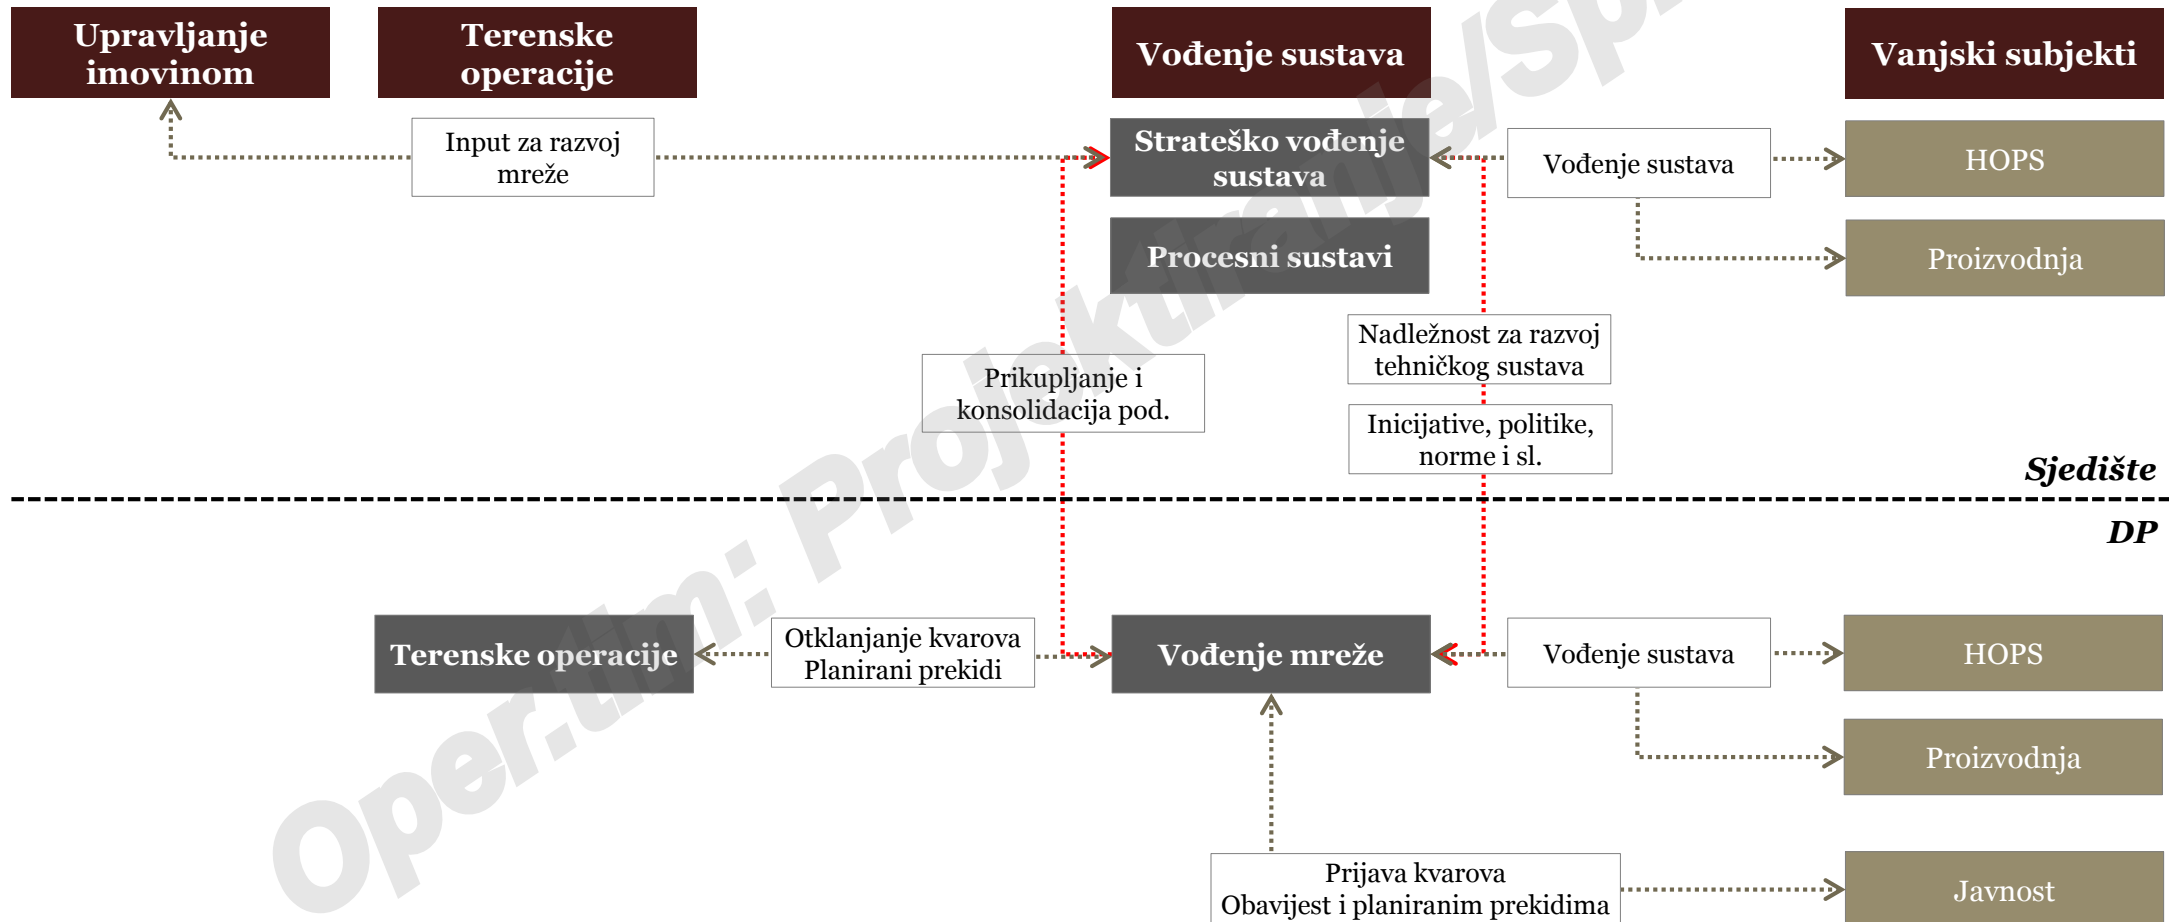 Upravljanje
imovinom
Terenske
operacije
Vođenje sustava
Vanjski subjekti
Input za razvoj
mreže
Strateško vođenje
sustava
Vođenje sustava
HOPS
Procesni sustavi
Proizvodnja
Nadležnost za razvoj
tehničkog sustava
Prikupljanje i
konsolidacija pod.
Inicijative, politike,
norme i sl.
Sjedište
DP
Terenske operacije
Otklanjanje kvarova
Planirani prekidi
Vođenje mreže
Vođenje sustava
HOPS
Proizvodnja
Prijava kvarova
Obavijest i planiranim prekidima
Javnost
Oper.tim: Projektiranje/Sp